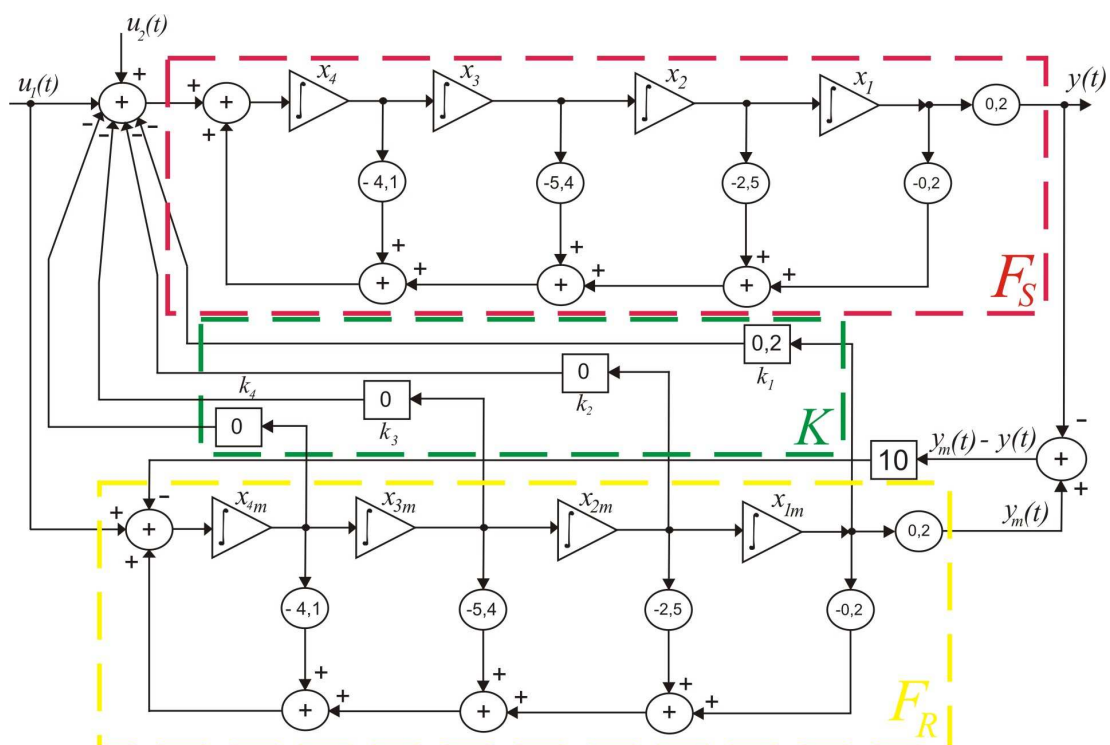 u2(t)
u1(t)
+
+
+
–
–
–
–
+
+
+
x4
x3
x2
x1
y(t)
0,2
- 4,1
-5,4
-2,5
-0,2
+
+
+
+
+
+
+
+
+
FS
0,2
k1
0
k2
k4
0
k3
0
K
–
10
ym(t) - y(t)
+
+
–
+
+
+
x4m
x3m
x2m
x1m
0,2
ym(t)
- 4,1
-5,4
-2,5
-0,2
+
+
+
+
+
+
+
+
+
FR